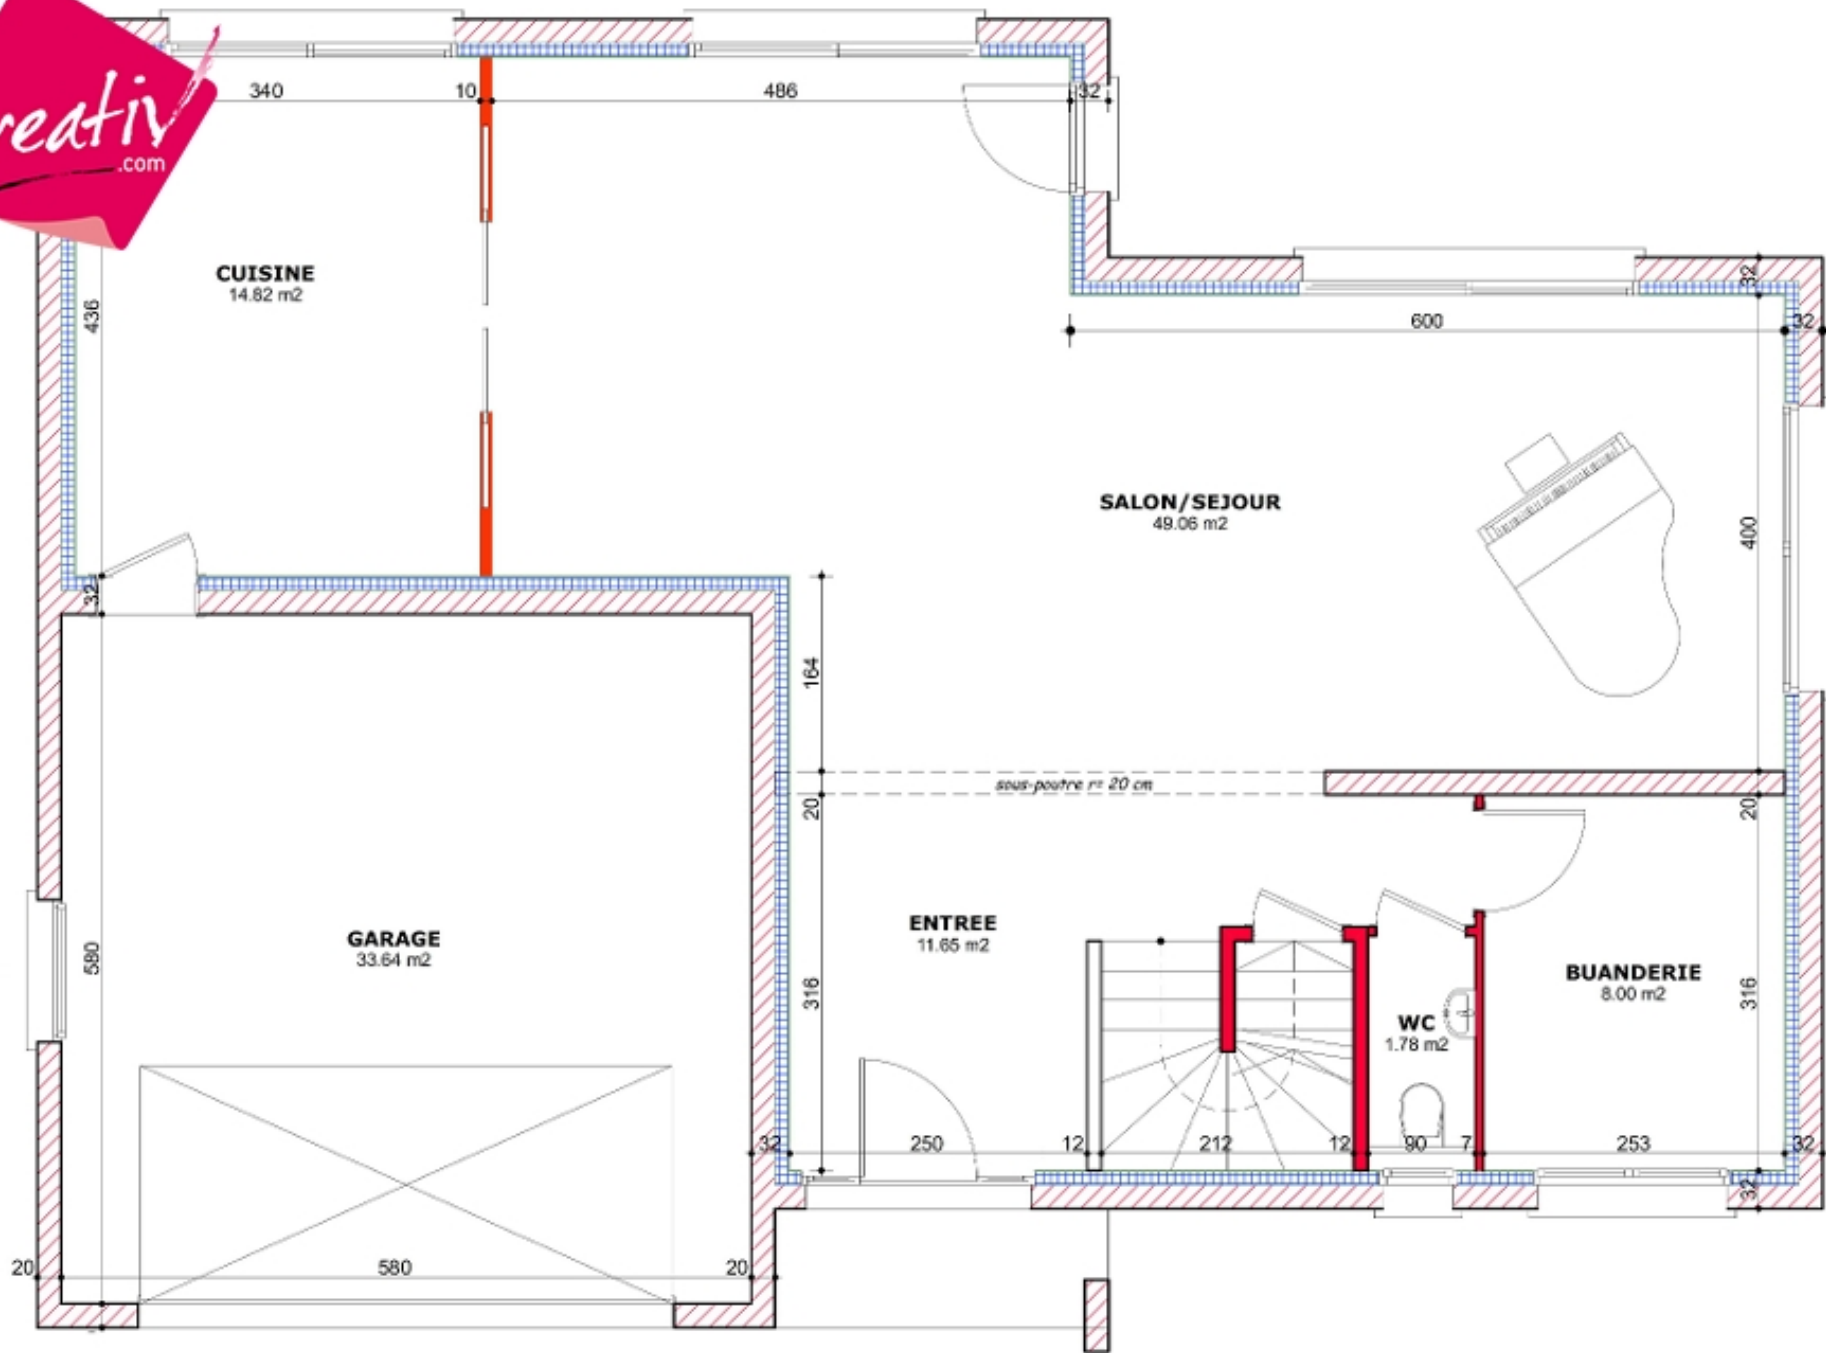 reativ
.com
340
10
486
32
CUISINE
14.82 m2
436
32
600
32
SALON/SEJOUR
49.06 m2
400
32
164
sous-poutre r= 20 cm
20
20
GARAGE
33.64 m2
580
ENTREE
11.65 m2
316
BUANDERIE
8.00 m2
316
WC
1.78 m2
32
250
12
212
12
90
7
253
32
32
20
580
20